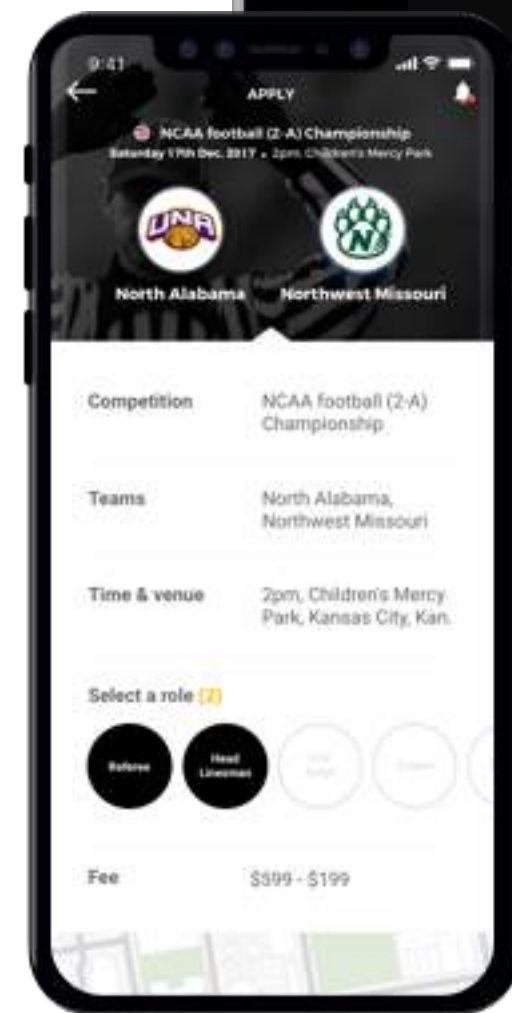 9:41
APPLY
NCAA football (2-A) Championship
Saturday 17th Dec. 2017 • 2pm, Children's Mercy Park
UNA
N
North Alabama Northwest Missouri
Competition NCAA football (2-A)
Championship
Teams North Alabama,
Northwest Missouri
Time & venue 2pm, Children's Mercy
Park, Kansas City, Kan.
Select a role (2)
Referee Head
Linesman
Fee $599 - $199